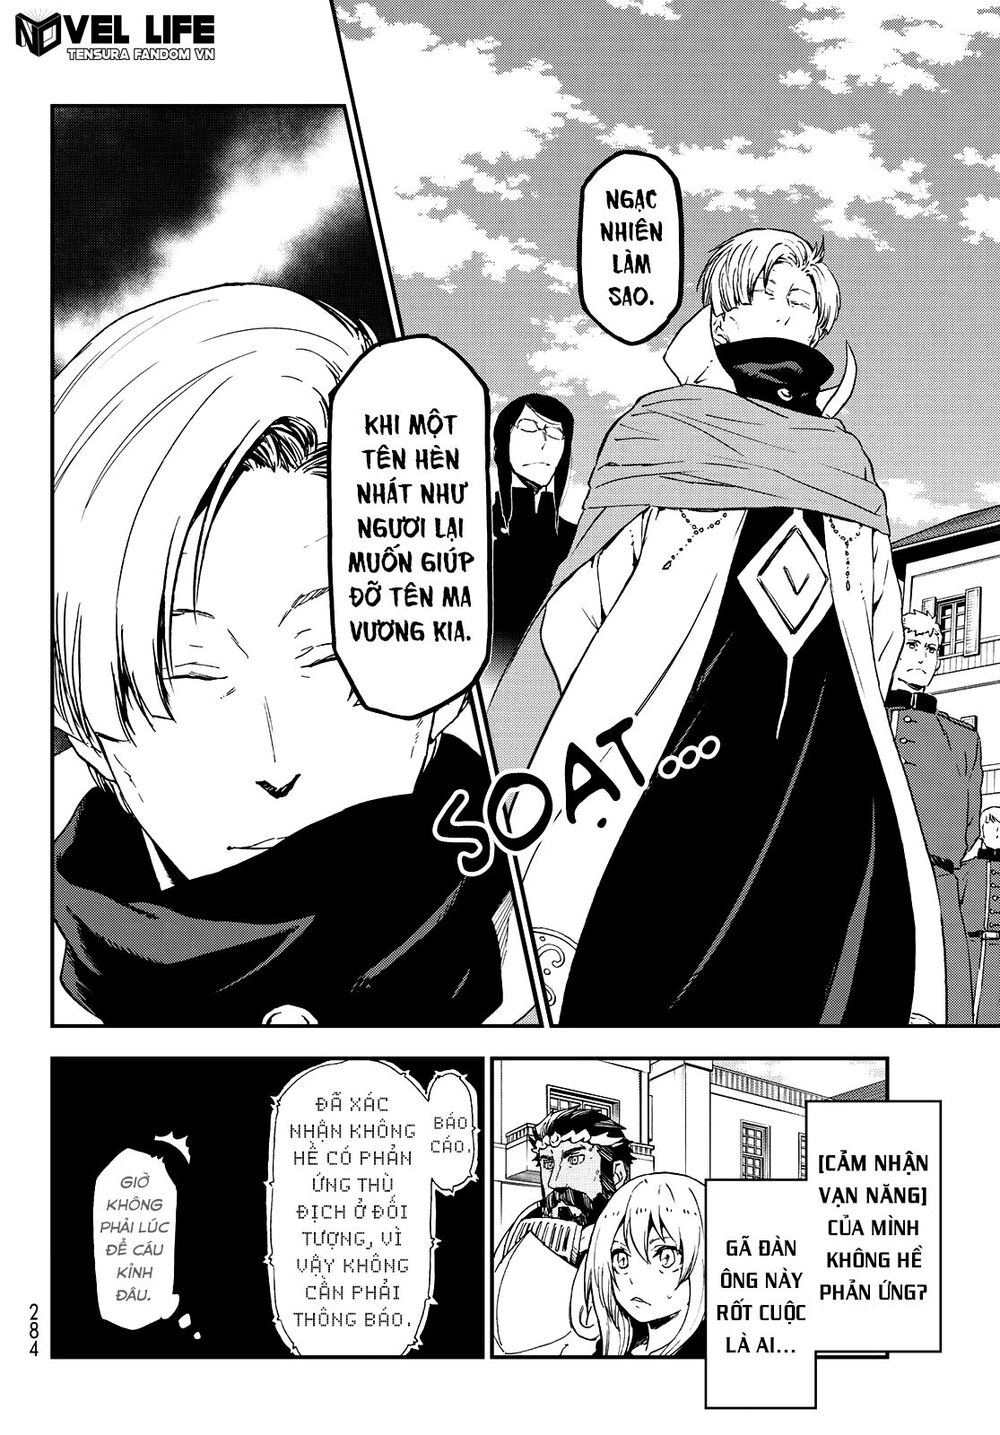 NOVEL LIFE
TENSURA FANDOM VN
NGẠC
NHIÊN
LÀM
SAO.
KHI MỘT
TÊN HÈN
NHÁT NHƯ
NGƯƠI LẠI
MUỐN GIÚP
ĐỠ TÊN MA
VƯƠNG KIA.
SOẠT...
[CẢM NHẬN
VẠN NĂNG]
CỦA MÌNH
KHÔNG HỀ
PHẢN ỨNG?
GÃ ĐÀN
ÔNG NÀY
RỐT CUỘC
LÀ AI...
BÁO
CÁO.
ĐÃ XÁC
NHẬN KHÔNG
HỀ CÓ PHẢN
ỨNG THÙ
ĐỊCH Ở ĐỐI
TƯỢNG, VÌ
VẬY KHÔNG
CẦN PHẢI
THÔNG BÁO.
GIỜ
KHÔNG
PHẢI LÚC
ĐỂ CÁU
KỈNH
ĐÂU.
284